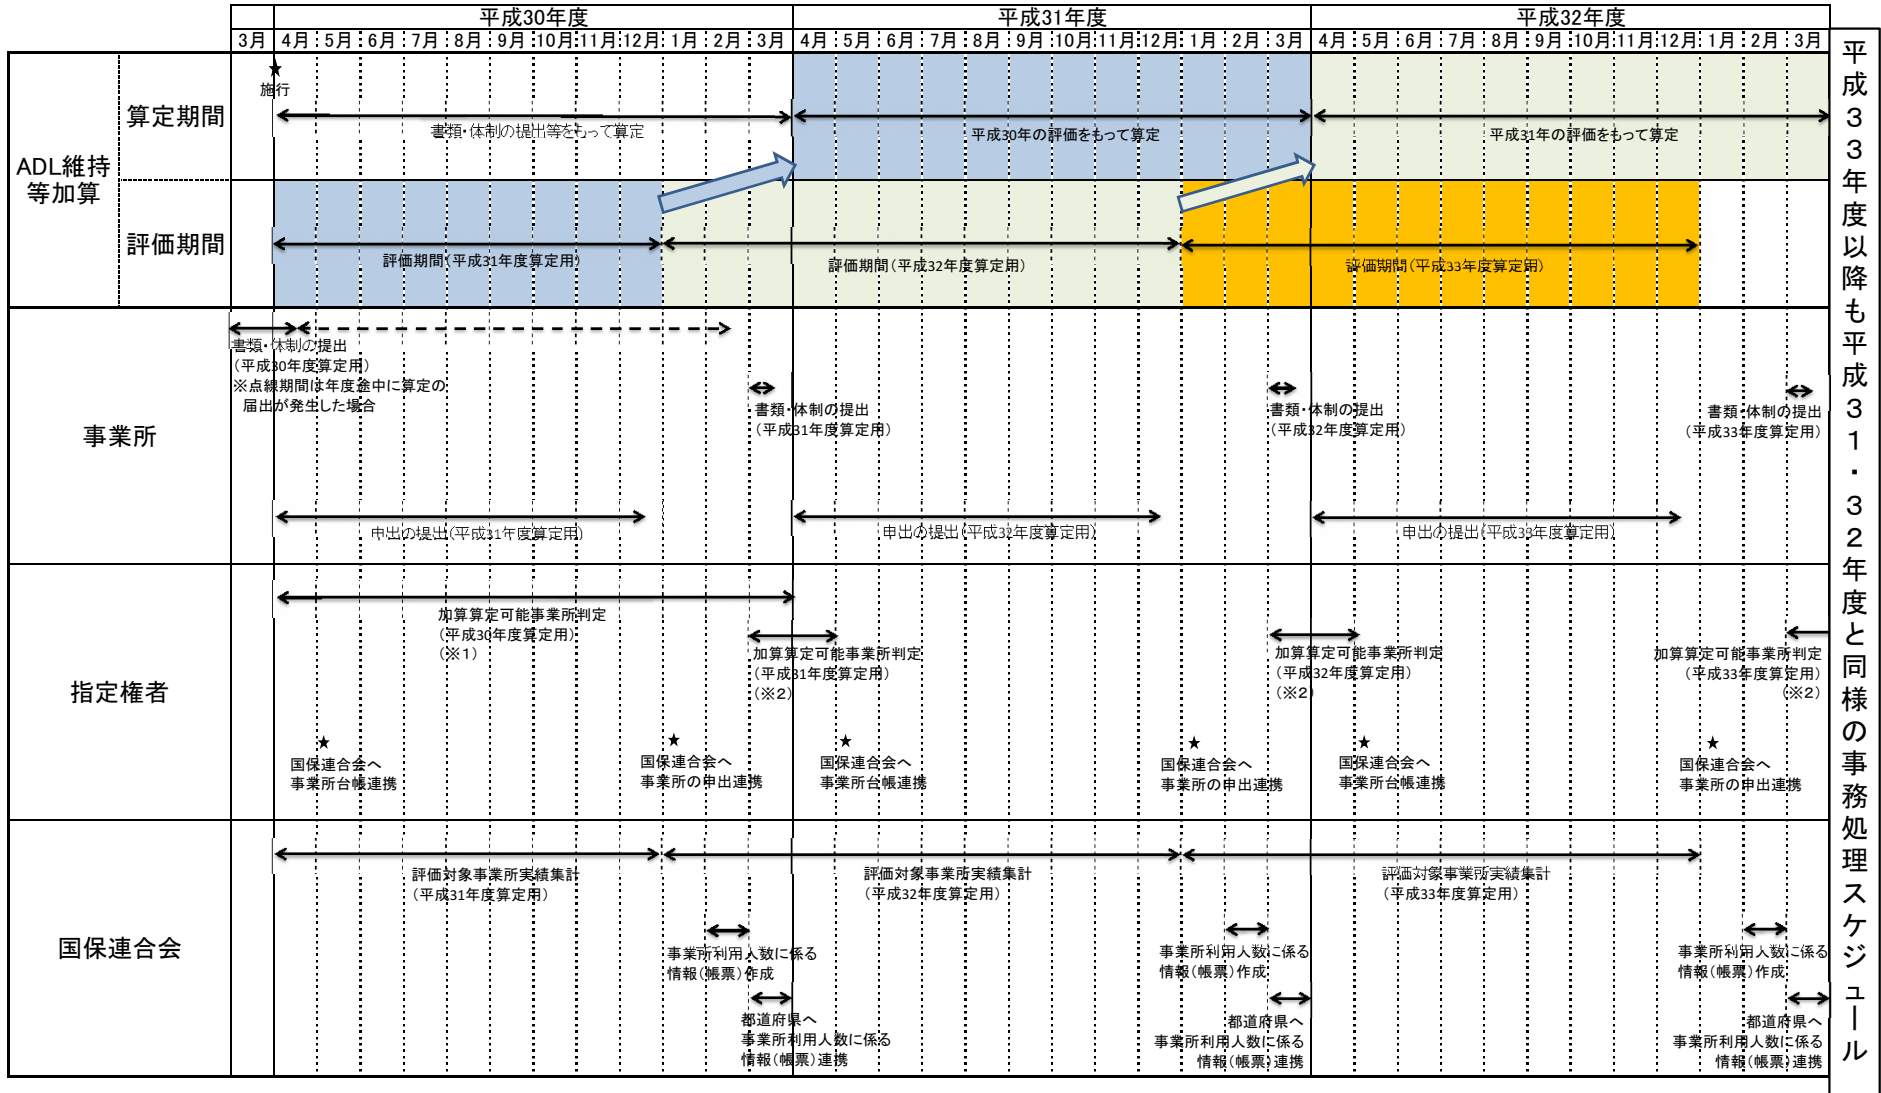 平成30年度
平成31年度
平成32年度
3月 4月 5月 6月 7月 8月 9月 10月 11月 12月 1月 2月 3月 4月 5月 6月 7月 8月 9月 10月 11月 12月 1月 2月 3月 4月 5月 6月 7月 8月 9月 10月 11月 12月 1月 2月 3月
ADL維持
等加算
算定期間
★
施行
書類・体制の提出等をもって算定
平成30年の評価をもって算定
平成31年の評価をもって算定
評価期間
評価期間(平成31年度算定用)
評価期間(平成32年度算定用)
評価期間(平成33年度算定用)
事業所
書類・体制の提出
(平成30年度算定用)
※点線期間は年度途中に算定の
届出が発生した場合
書類・体制の提出
(平成31年度算定用)
書類・体制の提出
(平成32年度算定用)
書類・体制の提出
(平成33年度算定用)
申出の提出(平成31年度算定用)
申出の提出(平成32年度算定用)
申出の提出(平成33年度算定用)
指定権者
加算算定可能事業所判定
(平成30年度算定用)
(※1)
加算算定可能事業所判定
(平成31年度算定用)
(※2)
加算算定可能事業所判定
(平成32年度算定用)
(※2)
加算算定可能事業所判定
(平成33年度算定用)
(※2)
★
国保連合会へ
事業所台帳連携
★
国保連合会へ
事業所の申出連携
★
国保連合会へ
事業所台帳連携
★
国保連合会へ
事業所の申出連携
★
国保連合会へ
事業所台帳連携
★
国保連合会へ
事業所の申出連携
国保連合会
評価対象事業所実績集計
(平成31年度算定用)
評価対象事業所実績集計
(平成32年度算定用)
評価対象事業所実績集計
(平成33年度算定用)
事業所利用人数に係る
情報(帳票)作成
事業所利用人数に係る
情報(帳票)作成
事業所利用人数に係る
情報(帳票)作成
都道府県へ
事業所利用人数に係る
情報(帳票)連携
都道府県へ
事業所利用人数に係る
情報(帳票)連携
都道府県へ
事業所利用人数に係る
情報(帳票)連携
平成33年度以降も平成31・32年度と同様の事務処理スケジュール